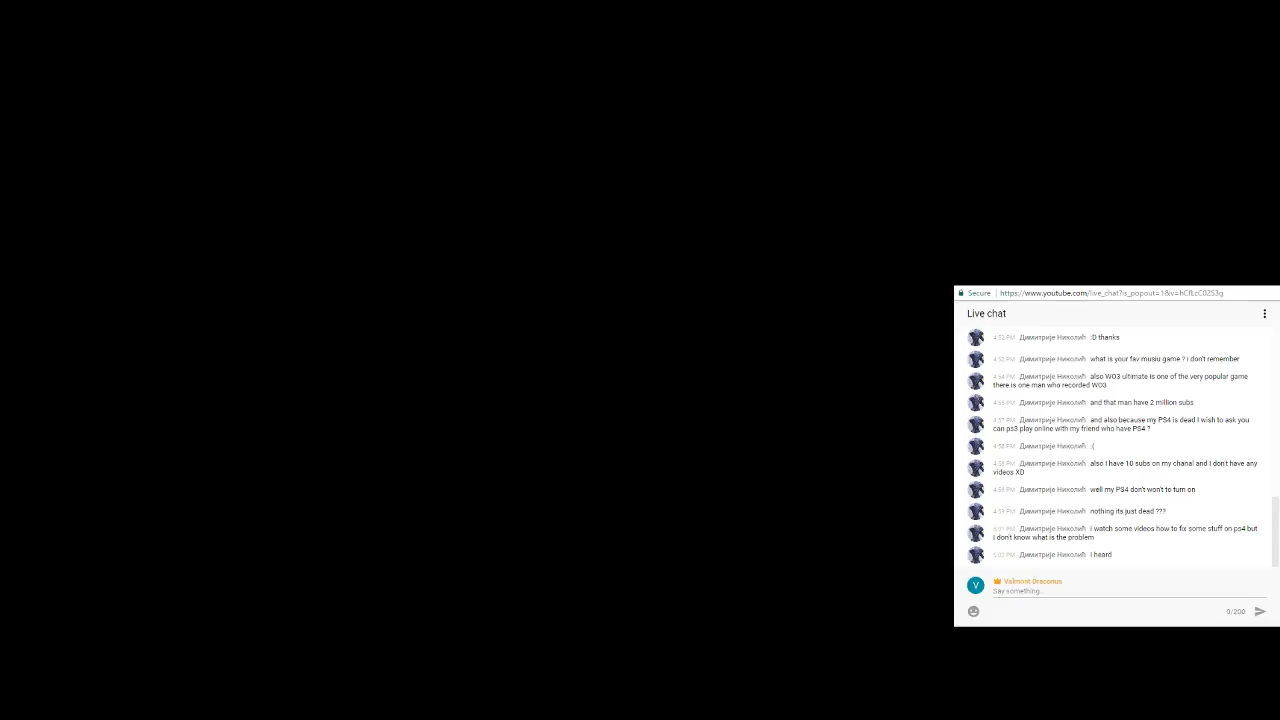 Secure https://www.youtube.com/live_chat?is_popout=1&v=hCfLcC02S3g
Live chat
4:52 PM Димитрије Николић :D thanks
4:52 PM Димитрије Николић what is your fav musiu game ? i don't remember
4:54 PM Димитрије Николић also WO3 ultimate is one of the very popular game
there is one man who recorded WO3
4:55 PM Димитрије Николић and that man have 2 million subs
4:57 PM Димитрије Николић and also because my PS4 is dead I wish to ask you
can ps3 play online with my friend who have PS4 ?
4:58 PM Димитрије Николић :(
4:58 PM Димитрије Николић also I have 10 subs on my chanal and I don't have any
videos XD
4:59 PM Димитрије Николић well my PS4 don't won't to turn on
4:59 PM Димитрије Николић nothing its just dead ???
5:01 PM Димитрије Николић i watch some videos how to fix some stuff on ps4 but
I don't know what is the problem
5:02 PM Димитрије Николић I heard
V Valmont Draconus
Say something...
0/200